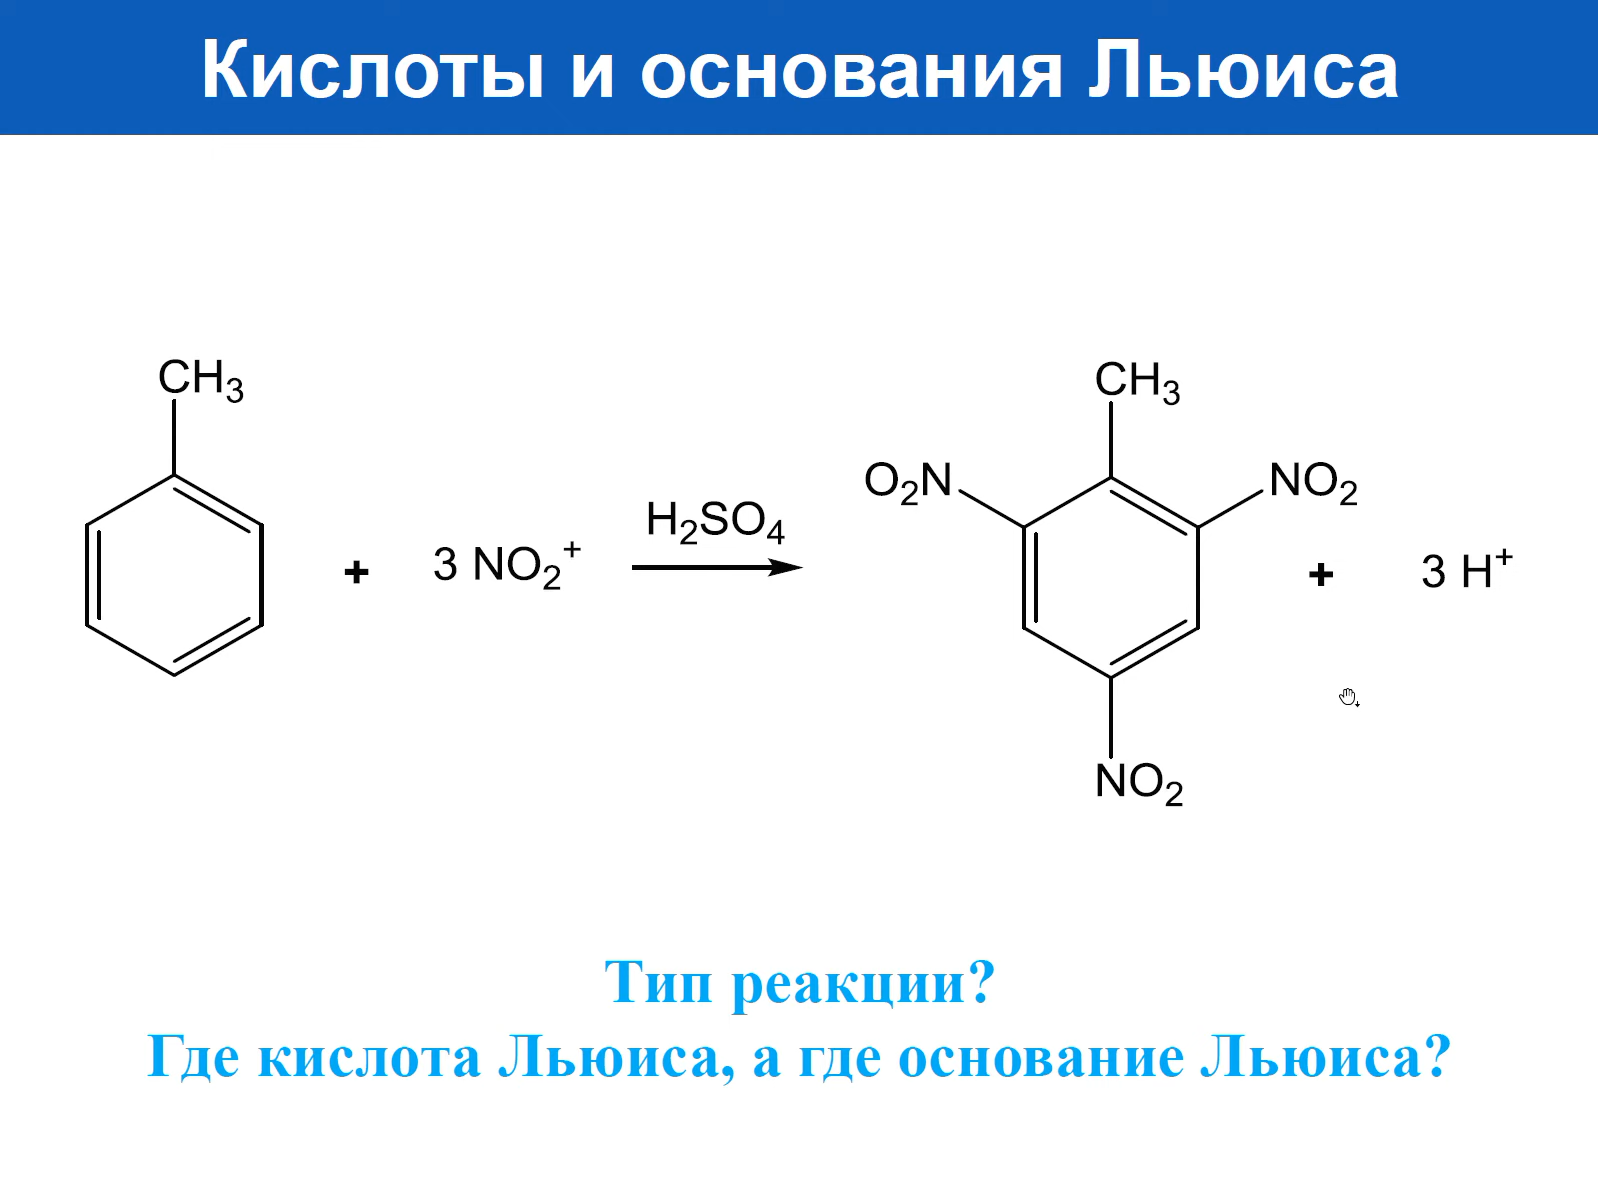 Кислоты и основания Льюиса
CH₃
+ 3 NO₂⁺
H₂SO₄
CH₃
O₂N
NO₂
NO₂
+ 3 H⁺
Тип реакции?
Где кислота Льюиса, а где основание Льюиса?